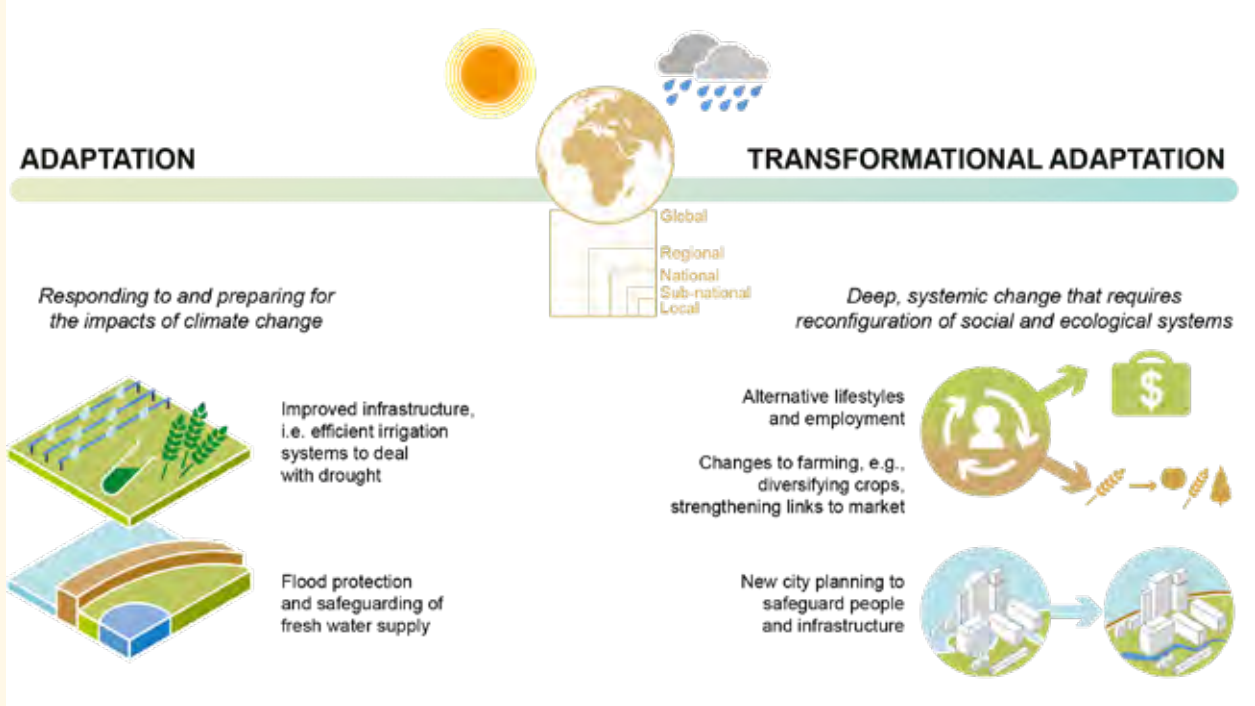 ADAPTATION
TRANSFORMATIONAL ADAPTATION
Global
Regional
National
Sub-national
Local
Responding to and preparing for
the impacts of climate change
Improved infrastructure,
i.e. efficient irrigation
systems to deal
with drought
Flood protection
and safeguarding of
fresh water supply
Deep, systemic change that requires
reconfiguration of social and ecological systems
Alternative lifestyles
and employment
$
Changes to farming, e.g.,
diversifying crops,
strengthening links to market
New city planning to
safeguard people
and infrastructure